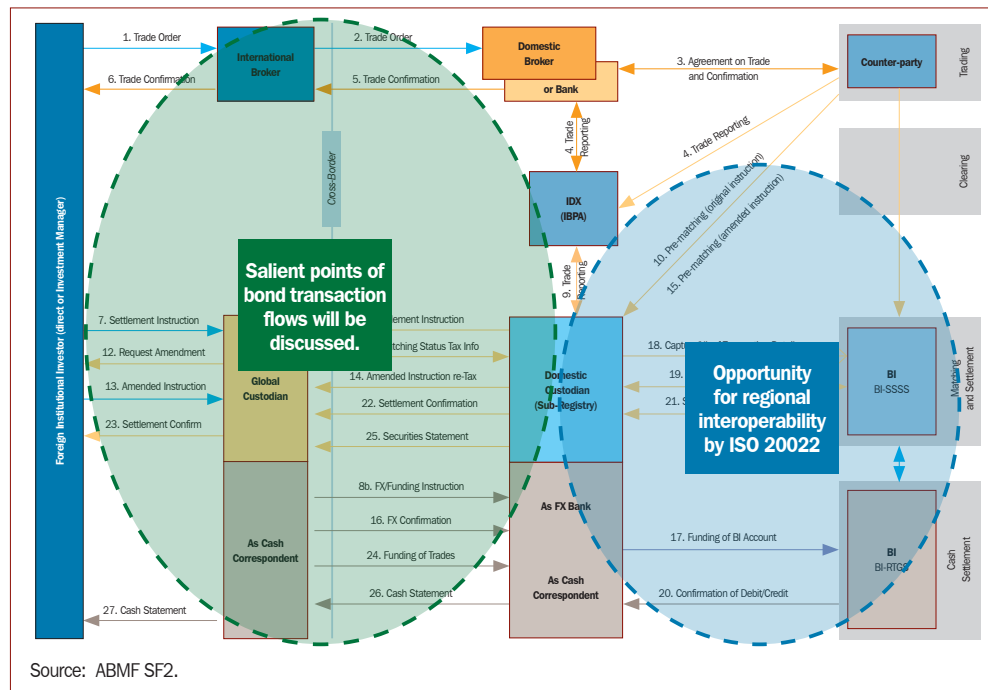 1. Trade Order
2. Trade Order
International
Broker
Domestic
Broker
or Bank
3. Agreement on Trade
and Confirmation
Counter-party
Trading
6. Trade Confirmation
5. Trade Confirmation
4. Trade
Reporting
4. Trade Reporting
Clearing
Cross-Border
IDX
(IBPA)
10. Pre-matching (original instruction)
15. Pre-matching (amended instruction)
9. Trade
Reporting
Foreign Institutional Investor (direct or Investment Manager)
Salient points of
bond transaction
flows will be
discussed.
7. Settlement Instruction
Instruction
12. Request Amendment
Status Tax Info
13. Amended Instruction
14. Amended Instruction re-Tax
22. Settlement Confirmation
23. Settlement Confirm
25. Securities Statement
Global
Custodian
Domestic
Custodian
(Sub-Registry)
18.
19.
21.
Opportunity
for regional
interoperability
by ISO 20022
BI
BI-SSSS
Matching
and Settlement
8b. FX/Funding Instruction
As FX Bank
16. FX Confirmation
17. Funding of BI Account
As Cash
Correspondent
24. Funding of Trades
As Cash
Correspondent
BI
BI-RTGS
Cash
Settlement
26. Cash Statement
20. Confirmation of Debit/Credit
27. Cash Statement
Source: ABMF SF2.